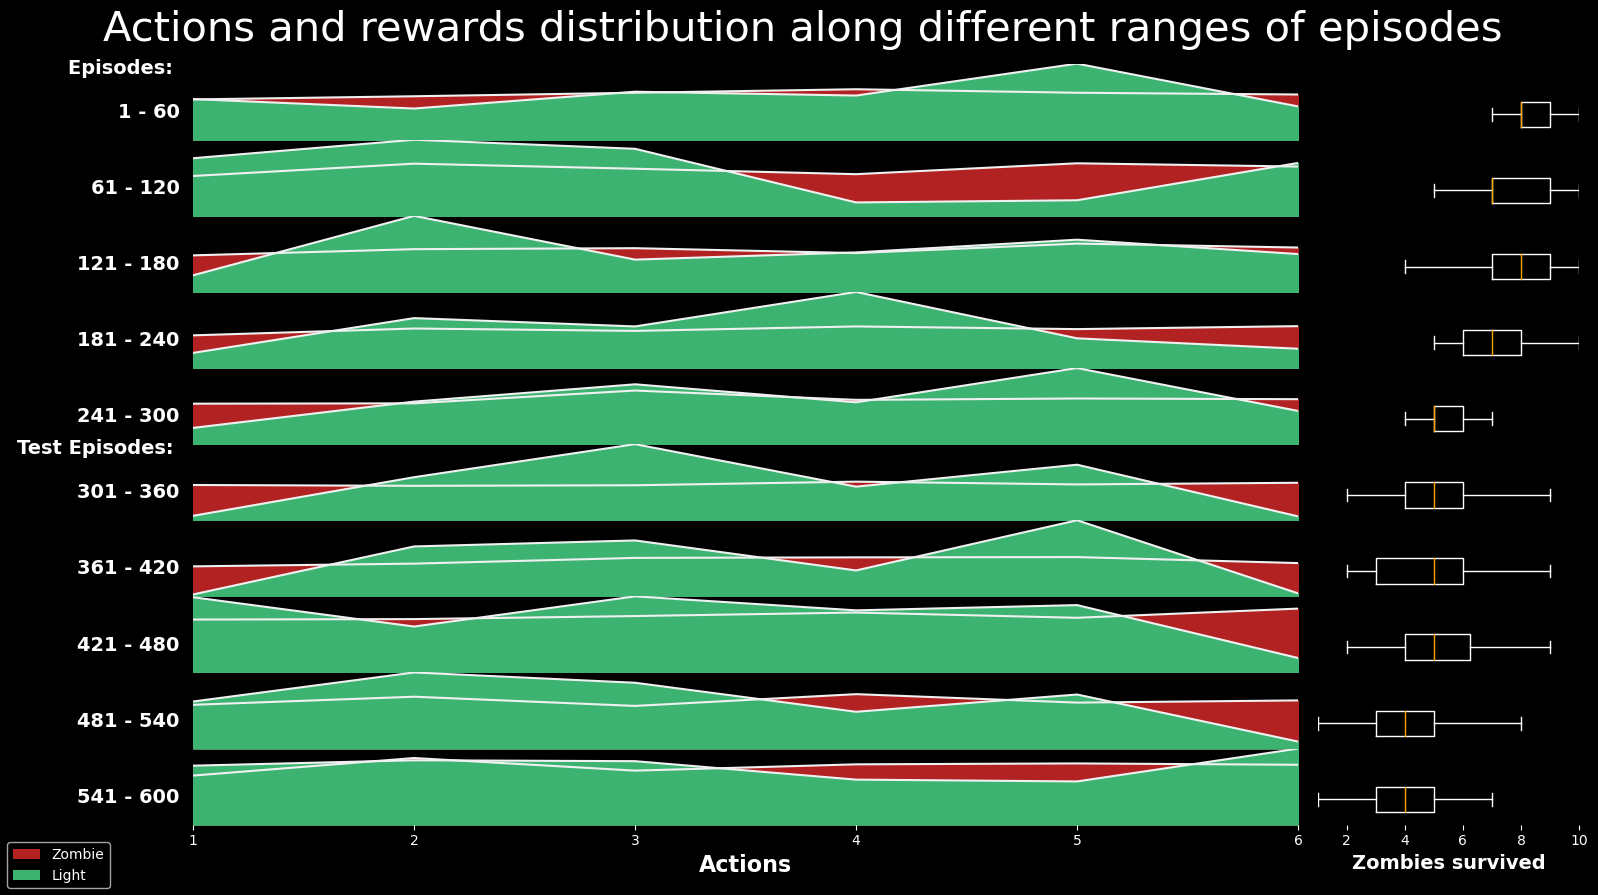 Actions and rewards distribution along different ranges of episodes
Episodes:
1 - 60
61 - 120
121 - 180
181 - 240
241 - 300
Test Episodes:
301 - 360
361 - 420
421 - 480
481 - 540
541 - 600
1 2 3 4 5 6
2 4 6 8 10
Actions
Zombies survived
Zombie
Light